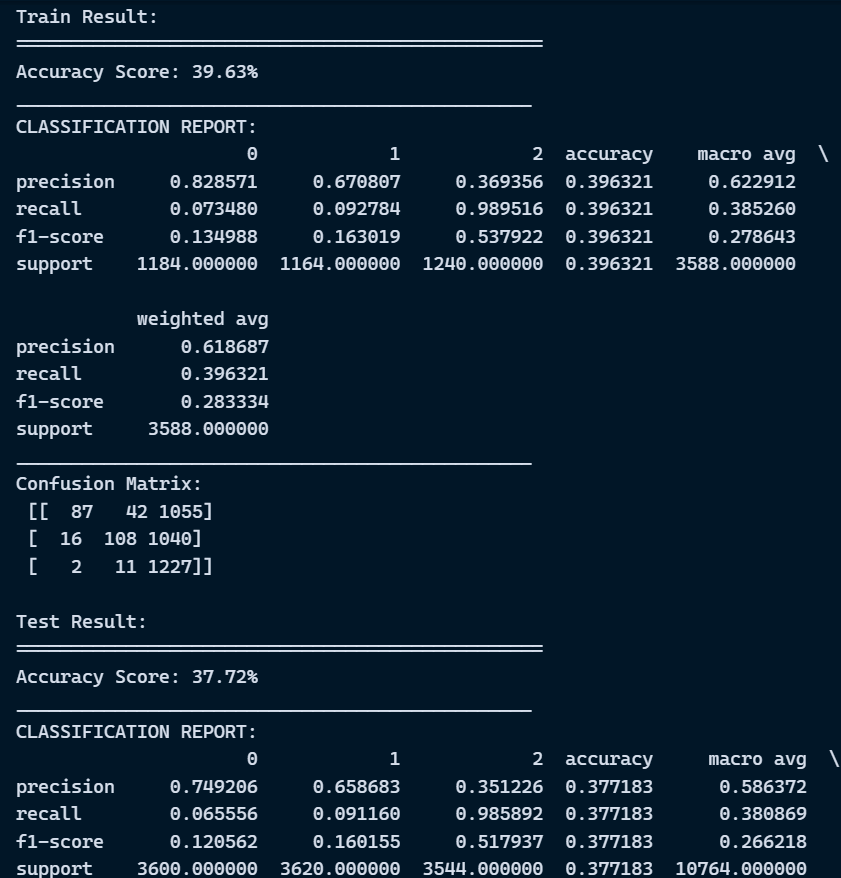 Train Result:
================================================
Accuracy Score: 39.63%
_______________________________________________
CLASSIFICATION REPORT:
                     0            1            2  accuracy    macro avg  \
precision     0.828571     0.670807     0.369356  0.396321     0.622912
recall        0.073480     0.092784     0.989516  0.396321     0.385260
f1-score      0.134988     0.163019     0.537922  0.396321     0.278643
support    1184.000000  1164.000000  1240.000000  0.396321  3588.000000
           weighted avg
precision      0.618687
recall         0.396321
f1-score       0.283334
support     3588.000000
_______________________________________________
Confusion Matrix:
 [[  87   42 1055]
 [  16  108 1040]
 [   2   11 1227]]
Test Result:
================================================
Accuracy Score: 37.72%
_______________________________________________
CLASSIFICATION REPORT:
                     0            1            2  accuracy     macro avg  \
precision     0.749206     0.658683     0.351226  0.377183      0.586372
recall        0.065556     0.091160     0.985892  0.377183      0.380869
f1-score      0.120562     0.160155     0.517937  0.377183      0.266218
support    3600.000000  3620.000000  3544.000000  0.377183  10764.000000